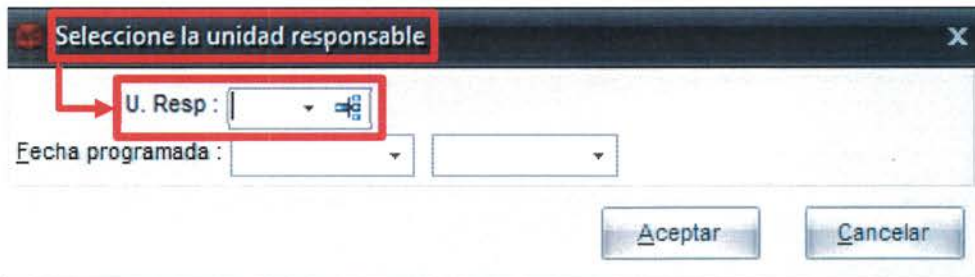 Seleccione la unidad responsable
U. Resp :
Fecha programada :
Aceptar Cancelar